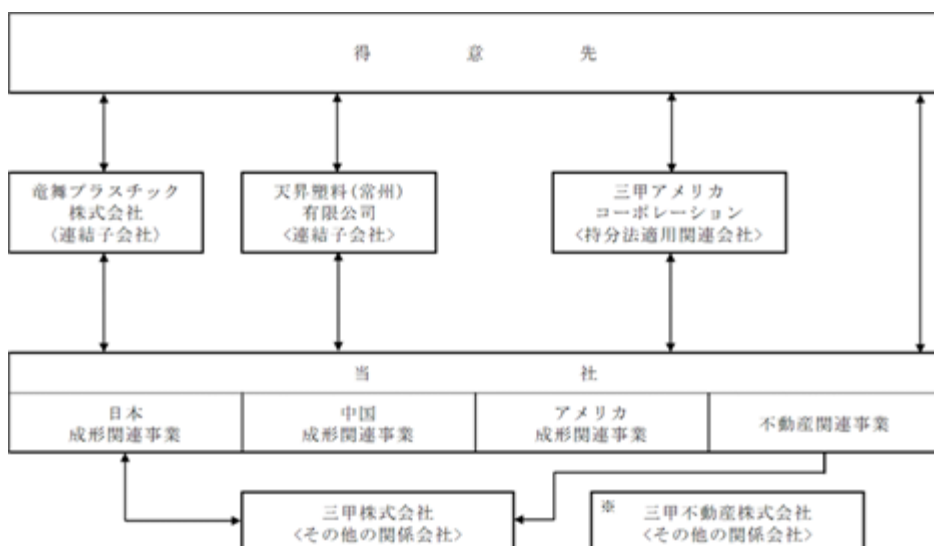 得意先
竜舞プラスチック
株式会社
〈連結子会社〉
天昇塑料(常州)
有限公司
<連結子会社>
三甲アメリカ
コーポレーション
<持分法適用関連会社>
当社
日本
成形関連事業
中国
成形関連事業
アメリカ
成形関連事業
不動産関連事業
三甲株式会社
<その他の関係会社>
※ 三甲不動産株式会社
<その他の関係会社>